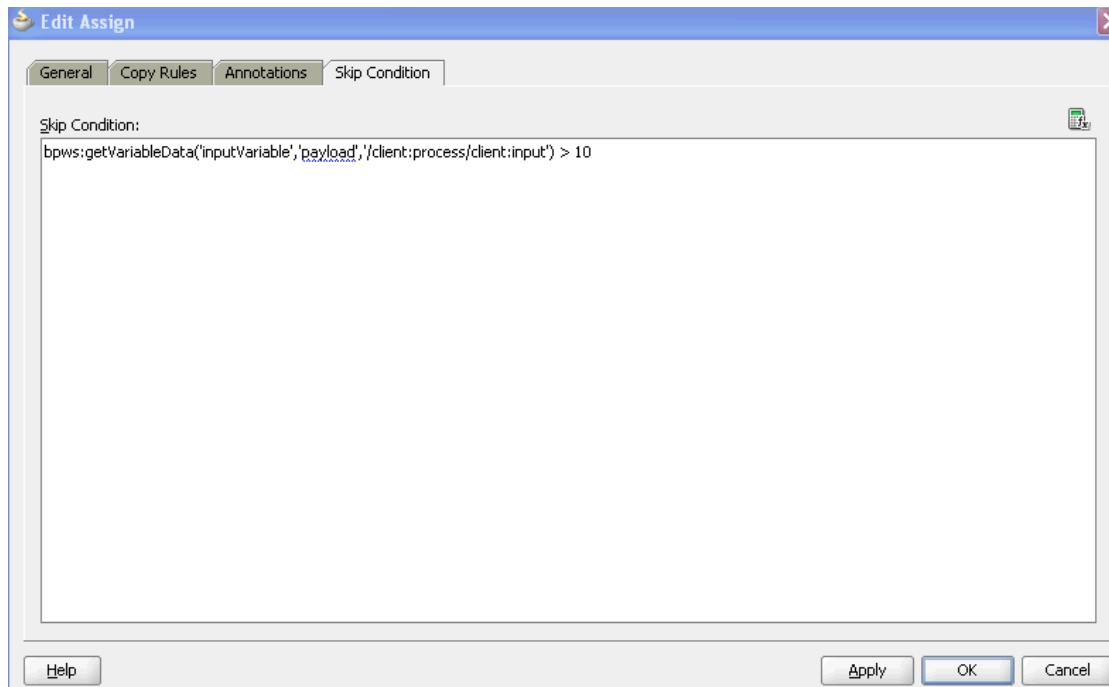 Edit Assign
General Copy Rules Annotations Skip Condition
Skip Condition:
bpws:getVariableData('inputVariable','payload','/client:process/client:input') > 10
Help Apply OK Cancel